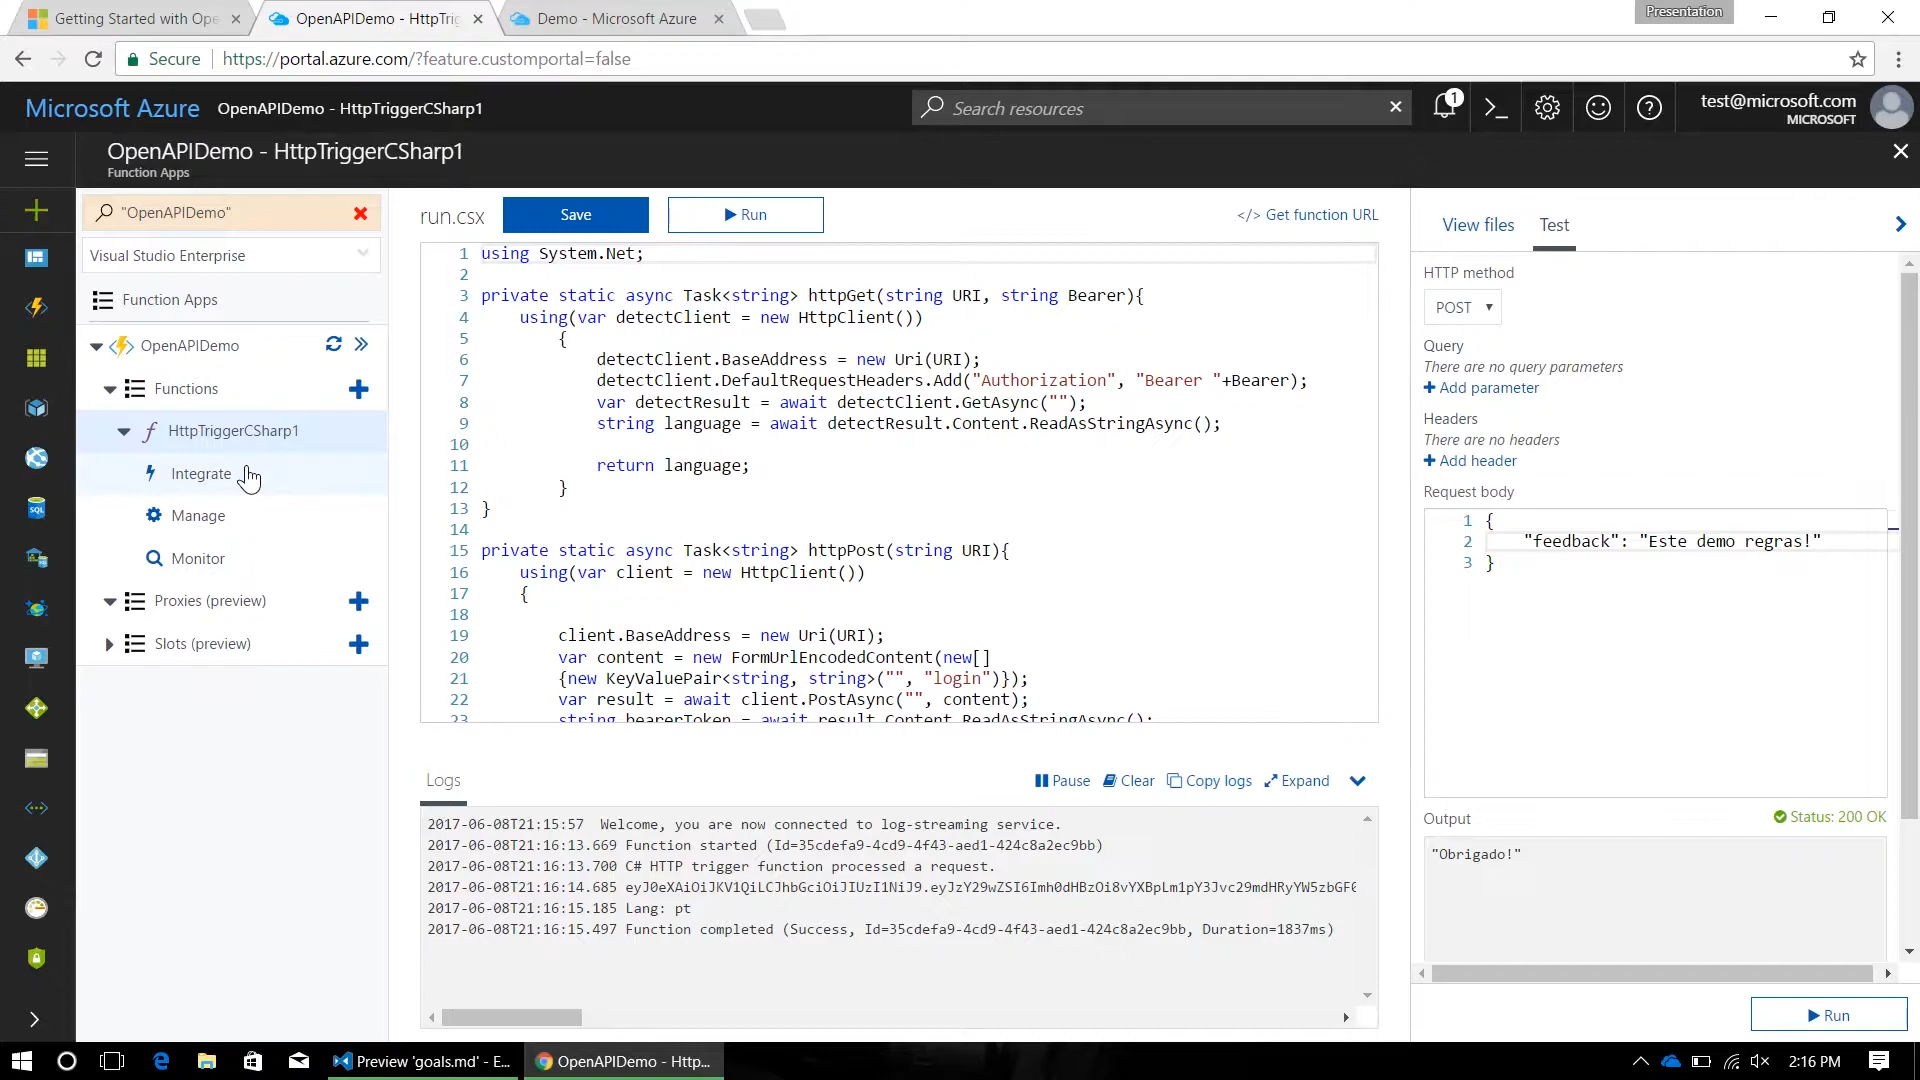 Getting Started with Ope
OpenAPIDemo - HttpTrig
Demo - Microsoft Azure
Presentation
Secure
https://portal.azure.com/?feature.customportal=false
Microsoft Azure OpenAPIDemo - HttpTriggerCSharp1
Search resources
1
test@microsoft.com
MICROSOFT
OpenAPIDemo - HttpTriggerCSharp1
Function Apps
"OpenAPIDemo"
Visual Studio Enterprise
Function Apps
OpenAPIDemo
Functions
HttpTriggerCSharp1
Integrate
Manage
Monitor
Proxies (preview)
Slots (preview)
SQL
run.csx
Save
Run
</> Get function URL
1 using System.Net;
2
3 private static async Task<string> httpGet(string URI, string Bearer){
4 using(var detectClient = new HttpClient())
5 {
6 detectClient.BaseAddress = new Uri(URI);
7 detectClient.DefaultRequestHeaders.Add("Authorization", "Bearer "+Bearer);
8 var detectResult = await detectClient.GetAsync("");
9 string language = await detectResult.Content.ReadAsStringAsync();
10
11 return language;
12 }
13 }
14
15 private static async Task<string> httpPost(string URI){
16 using(var client = new HttpClient())
17 {
18
19 client.BaseAddress = new Uri(URI);
20 var content = new FormUrlEncodedContent(new[]
21 {new KeyValuePair<string, string>("", "login")});
22 var result = await client.PostAsync("", content);
23 string bearerToken = await result.Content.ReadAsStringAsync();
Logs
Pause
Clear
Copy logs
Expand
2017-06-08T21:15:57 Welcome, you are now connected to log-streaming service.
2017-06-08T21:16:13.669 Function started (Id=35cdefa9-4cd9-4f43-aed1-424c8a2ec9bb)
2017-06-08T21:16:13.700 C# HTTP trigger function processed a request.
2017-06-08T21:16:14.685 eyJ0eXAiOiJKV1QiLCJhbGciOiJIUzI1NiJ9.eyJzY29wZSI6Imh0dHBzOi8vYXBpLm1pY3Jvc29mdHRyYW5zbGF0
2017-06-08T21:16:15.185 Lang: pt
2017-06-08T21:16:15.497 Function completed (Success, Id=35cdefa9-4cd9-4f43-aed1-424c8a2ec9bb, Duration=1837ms)
View files
Test
HTTP method
POST
Query
There are no query parameters
Add parameter
Headers
There are no headers
Add header
Request body
1 {
2 "feedback": "Este demo regras!"
3 }
Output
Status: 200 OK
"Obrigado!"
Run
Preview 'goals.md' - E...
OpenAPIDemo - Http...
2:16 PM